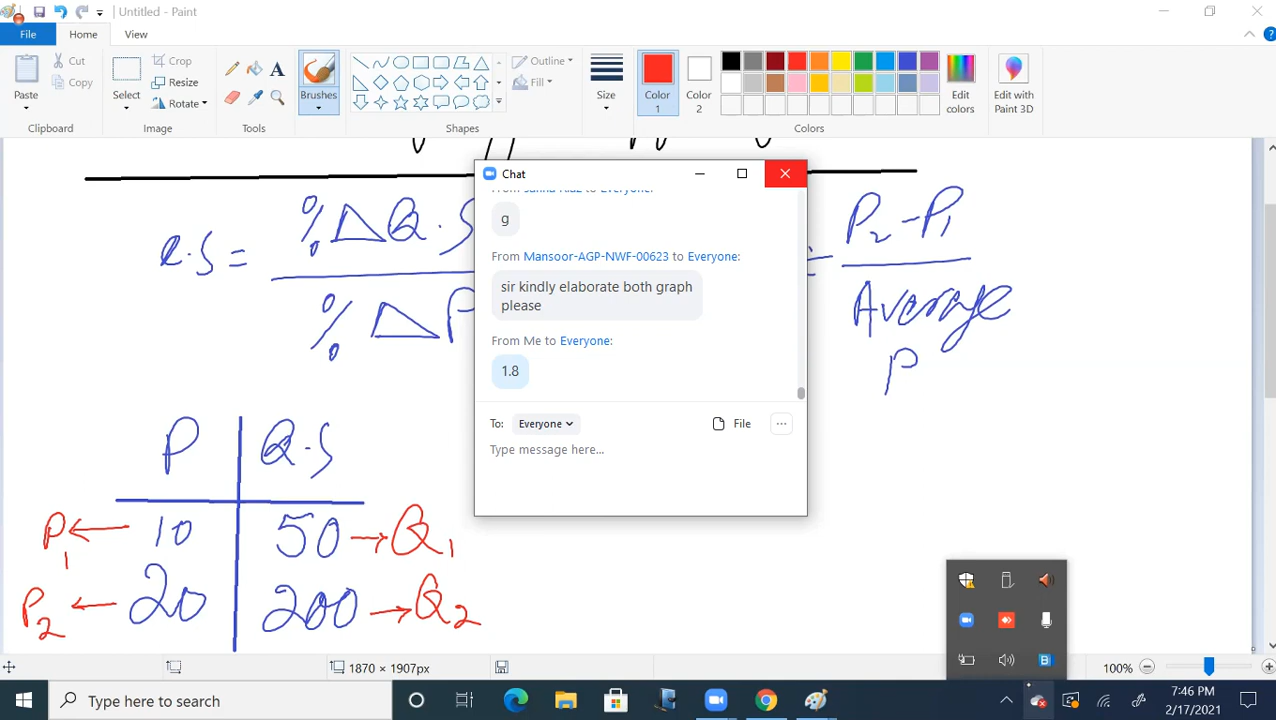 Untitled - Paint
File
Home
View
Paste
Cut
Copy
Clipboard
Select
Crop
Resize
Rotate
Image
Tools
Brushes
Shapes
Outline
Fill
Size
Color 1
Color 2
Edit colors
Edit with Paint 3D
Colors
e.S = %ΔQ.S
%ΔP
= P2 - P1
Average
P
Chat
g
From Mansoor-AGP-NWF-00623 to Everyone:
sir kindly elaborate both graph
please
From Me to Everyone:
1.8
To: Everyone
File
Type message here...
P Q.S
P1 ← 10 50 → Q1
P2 ← 20 200 → Q2
1870 × 1907px
100%
Type here to search
7:46 PM
2/17/2021